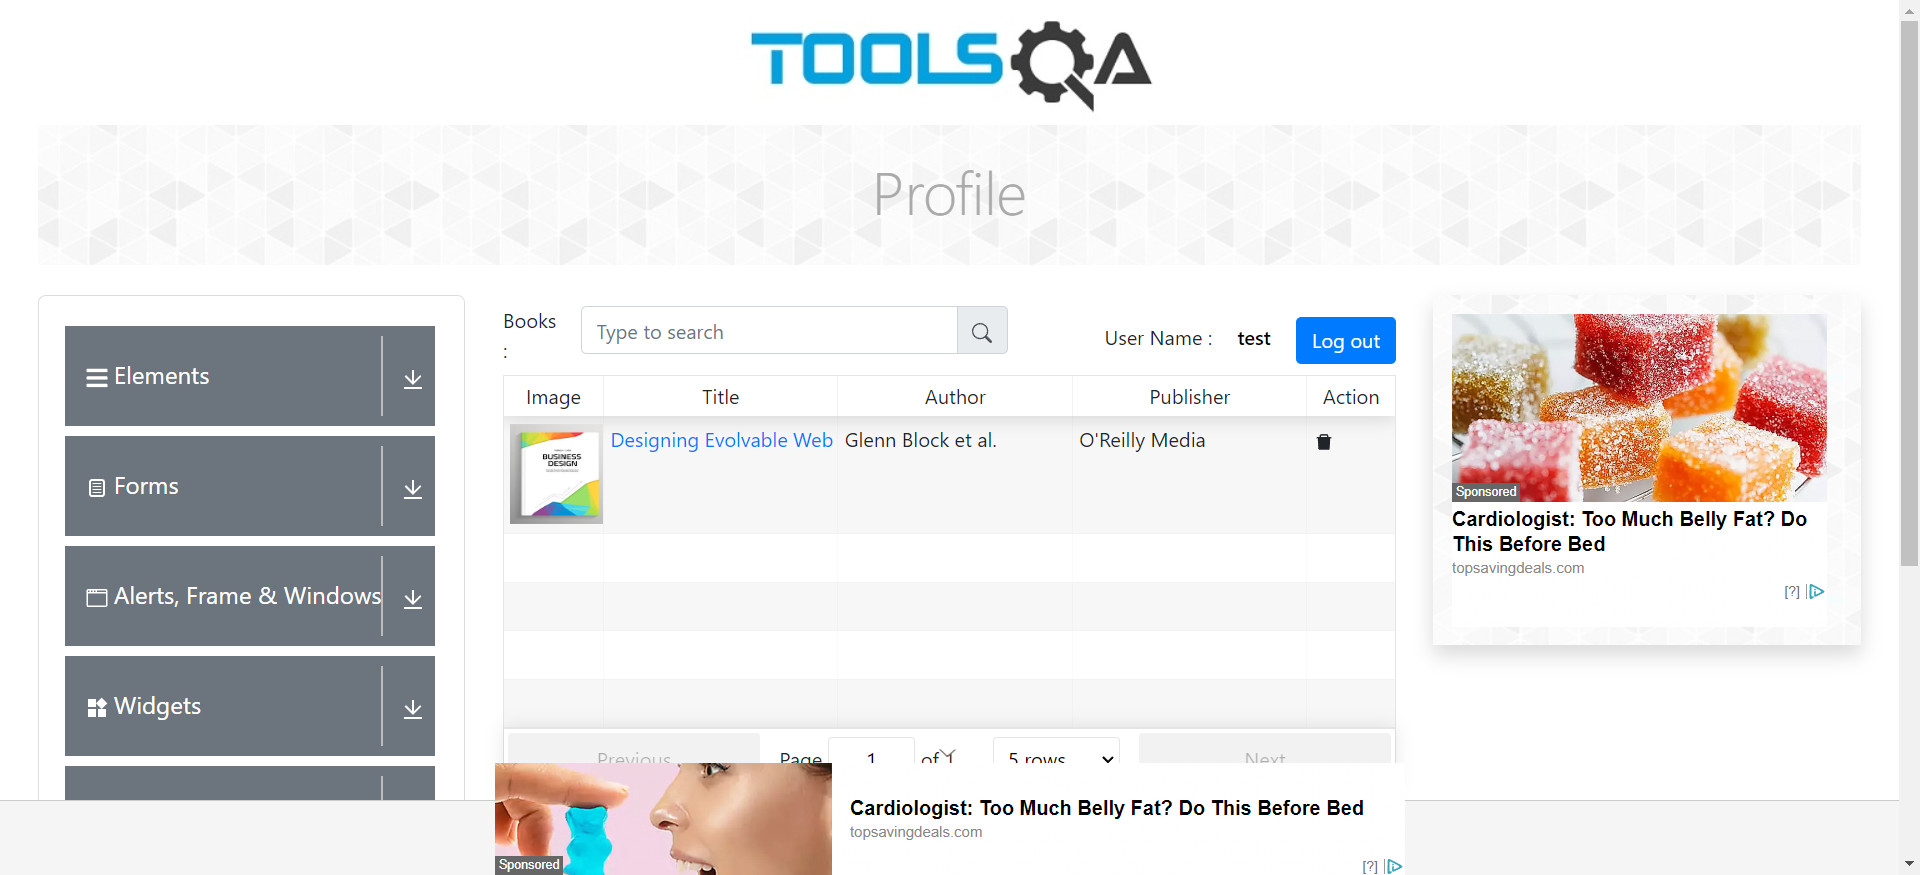 TOOLSQA
Profile
Elements
Forms
Alerts, Frame & Windows
Widgets
Books
:
Type to search
User Name :
test
Log out
Image
Title
Author
Publisher
Action
BUSINESS
DESIGN
Designing Evolvable Web
Glenn Block et al.
O'Reilly Media
Previous
Page
1
of 1
5 rows
Next
Sponsored
Cardiologist: Too Much Belly Fat? Do
This Before Bed
topsavingdeals.com
[?]
Sponsored
Cardiologist: Too Much Belly Fat? Do This Before Bed
topsavingdeals.com
[?]